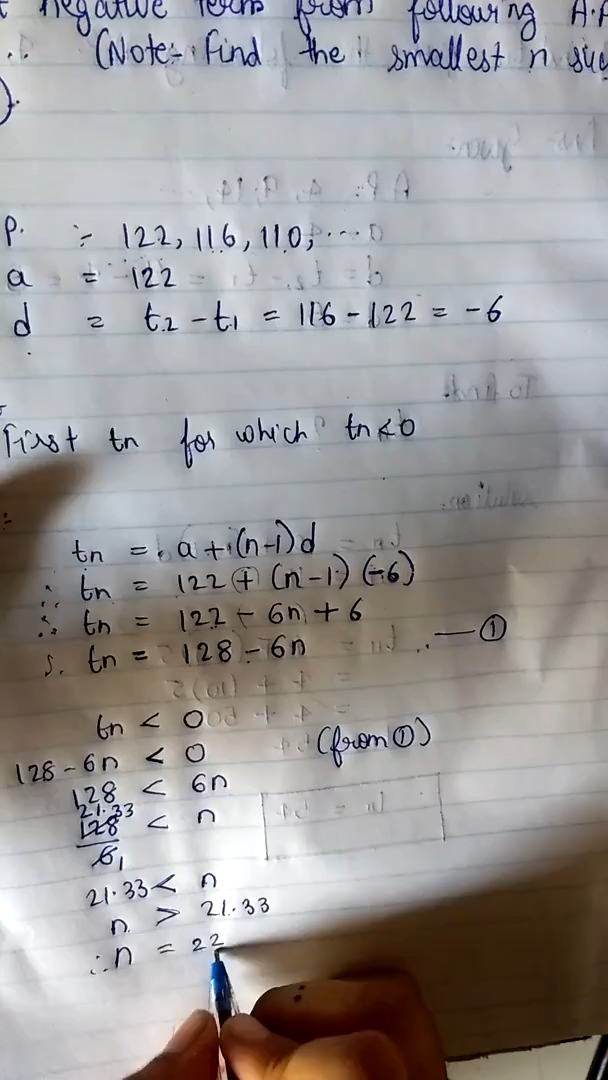 negative term from following A.P
(Note:- Find the smallest n suc
).
P. :- 122, 116, 110, ....
a = 122
d = t2 - t1 = 116 - 122 = -6
First tn for which tn < 0
:-
tn = a + (n-1)d
∴ tn = 122 + (n-1) (-6)
∴ tn = 122 - 6n + 6
∴ tn = 128 - 6n .. — ①
tn < 0
128 - 6n < 0 (from ①)
128 < 6n
21.33
128 < n
6 1
21.33 < n
n > 21.33
∴ n = 22